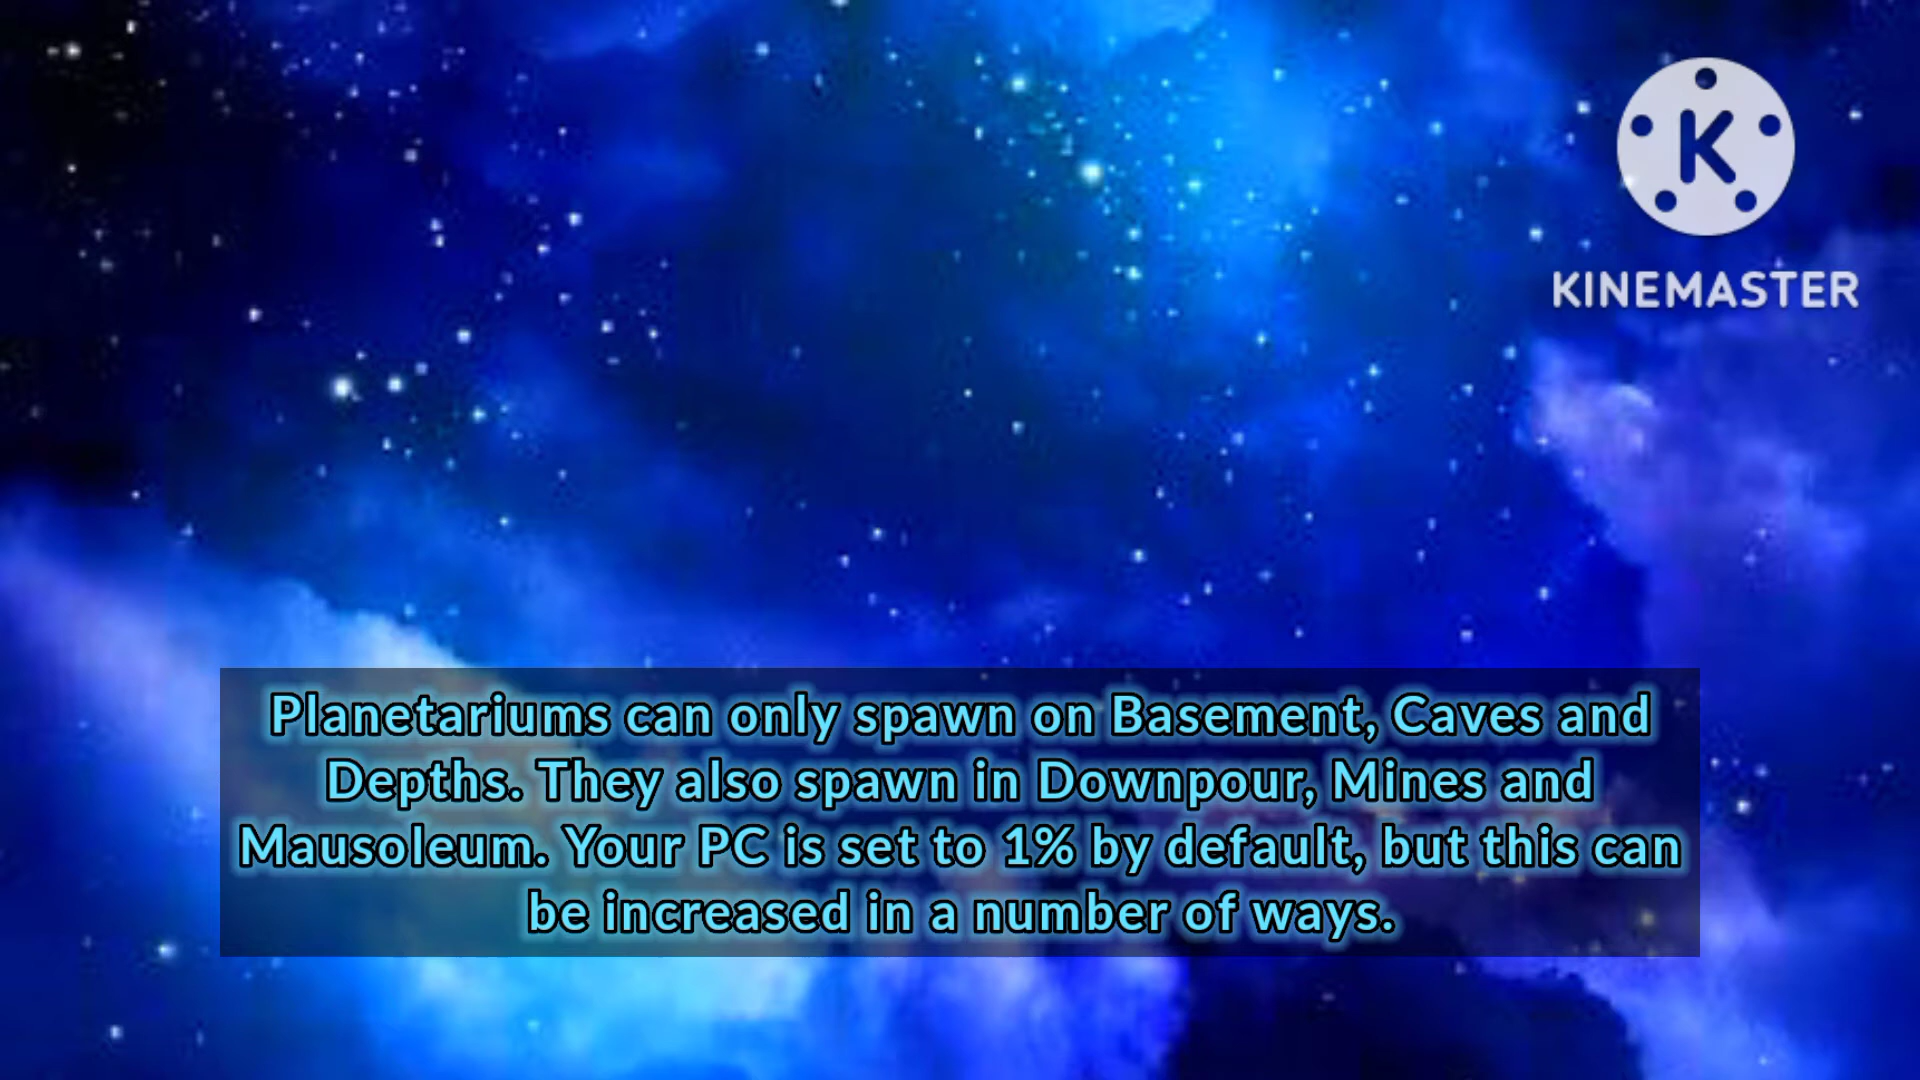 K
KINEMASTER
Planetariums can only spawn on Basement, Caves and
Depths. They also spawn in Downpour, Mines and
Mausoleum. Your PC is set to 1% by default, but this can
be increased in a number of ways.